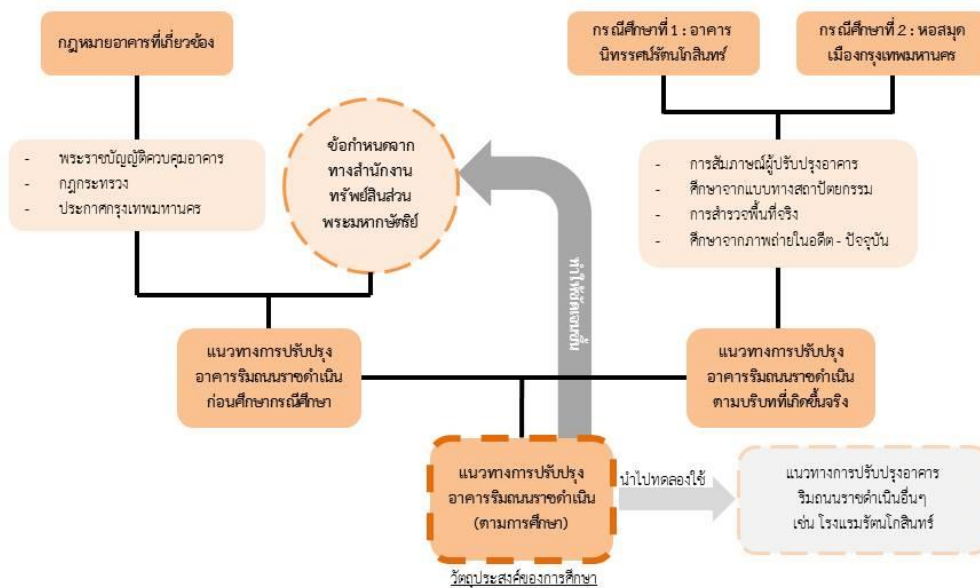 กฎหมายอาคารที่เกี่ยวข้อง
กรณีศึกษาที่ 1 : อาคาร
นิทรรศน์รัตนโกสินทร์
กรณีศึกษาที่ 2 : หอสมุด
เมืองกรุงเทพมหานคร
- พระราชบัญญัติควบคุมอาคาร
- กฎกระทรวง
- ประกาศกรุงเทพมหานคร
ข้อกำหนดจาก
ทางสำนักงาน
ทรัพย์สินส่วน
พระมหากษัตริย์
- การสัมภาษณ์ผู้ปรับปรุงอาคาร
- ศึกษาจากแบบทางสถาปัตยกรรม
- การสำรวจพื้นที่จริง
- ศึกษาจากภาพถ่ายในอดีต - ปัจจุบัน
ทำให้ชัดเจนขึ้น
แนวทางการปรับปรุง
อาคารริมถนนราชดำเนิน
ก่อนศึกษากรณีศึกษา
แนวทางการปรับปรุง
อาคารริมถนนราชดำเนิน
ตามบริบทที่เกิดขึ้นจริง
แนวทางการปรับปรุง
อาคารริมถนนราชดำเนิน
(ตามการศึกษา)
นำไปทดลองใช้
แนวทางการปรับปรุงอาคาร
ริมถนนราชดำเนินอื่นๆ
เช่น โรงแรมรัตนโกสินทร์
วัตถุประสงค์ของการศึกษา